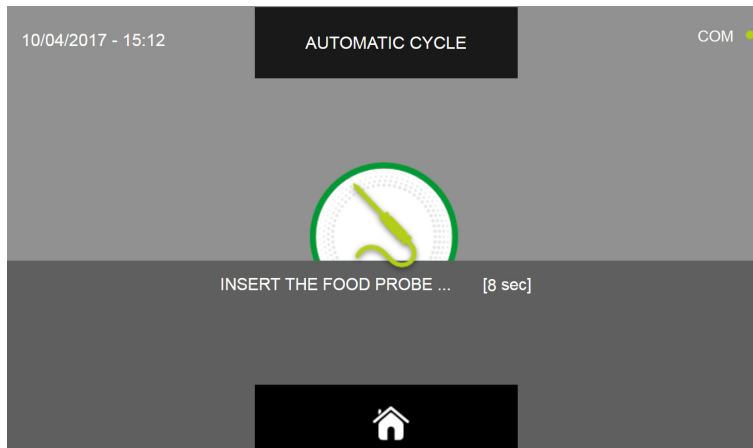 10/04/2017 - 15:12
AUTOMATIC CYCLE
COM
INSERT THE FOOD PROBE ... [8 sec]